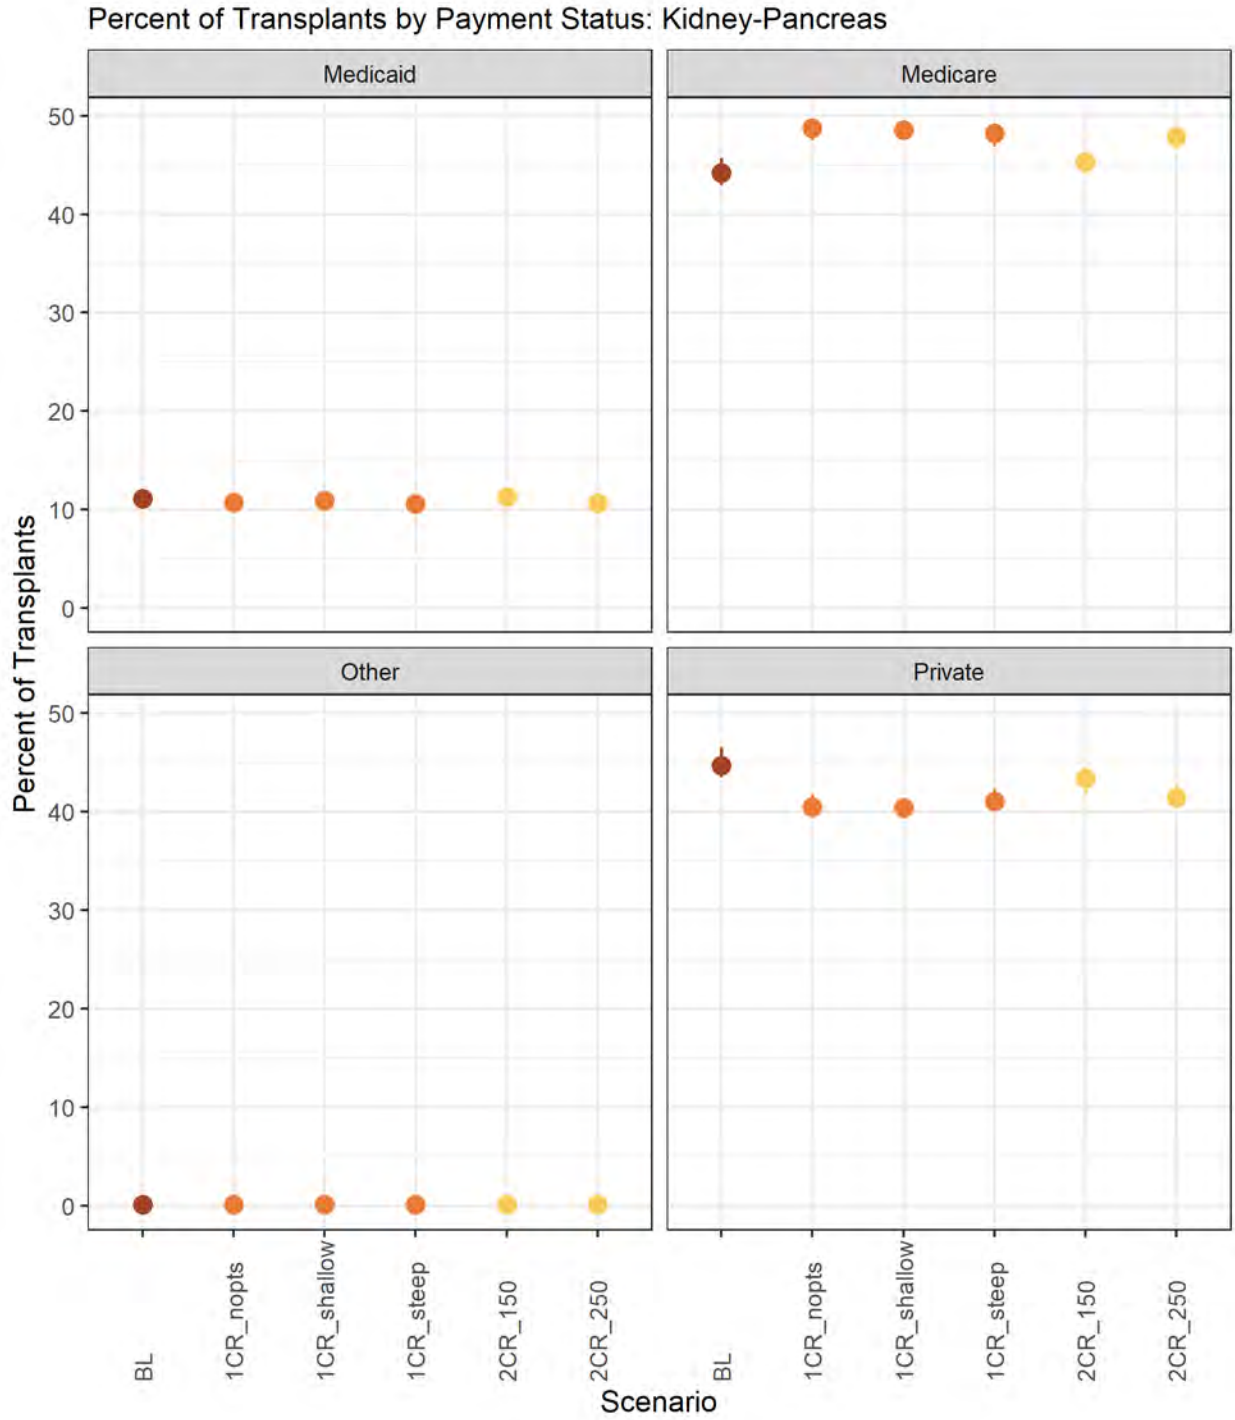 Percent of Transplants by Payment Status: Kidney-Pancreas
Medicaid
Medicare
50
40
30
20
10
0
Other
Private
50
40
30
20
10
0
Percent of Transplants
BL
1CR_nopts
1CR_shallow
1CR_steep
2CR_150
2CR_250
BL
1CR_nopts
1CR_shallow
1CR_steep
2CR_150
2CR_250
Scenario